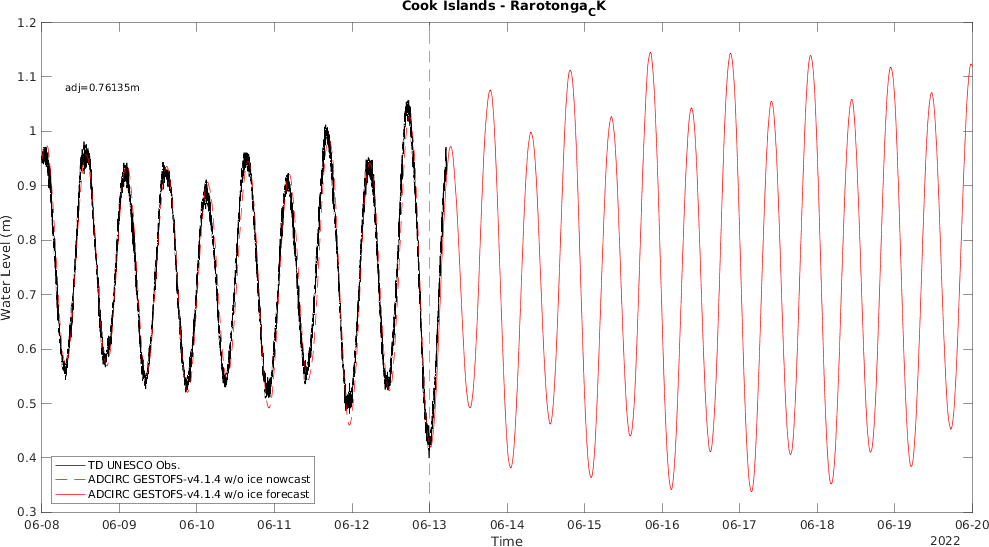 Cook Islands - RarotongaCK
1.2
1.1
adj=0.76135m
1
0.9
0.8
Water Level (m)
0.7
0.6
0.5
0.4
TD UNESCO Obs.
ADCIRC GESTOFS-v4.1.4 w/o ice nowcast
ADCIRC GESTOFS-v4.1.4 w/o ice forecast
0.3
06-08 06-09 06-10 06-11 06-12 06-13 06-14 06-15 06-16 06-17 06-18 06-19 06-20
Time
2022